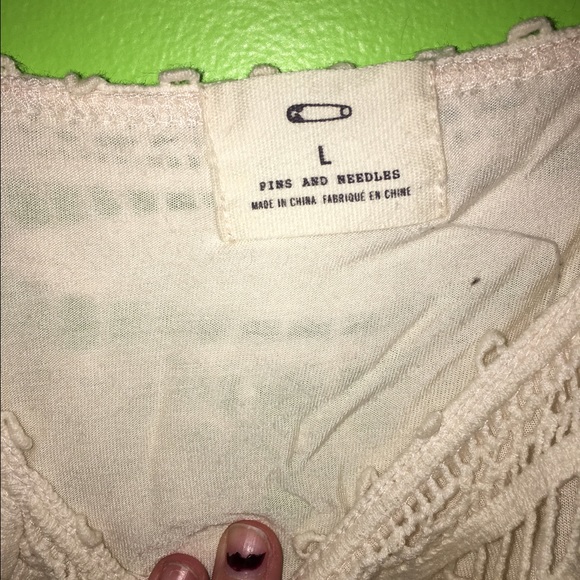 L
PINS AND NEEDLES
MADE IN CHINA FABRIQUÉ EN CHINE